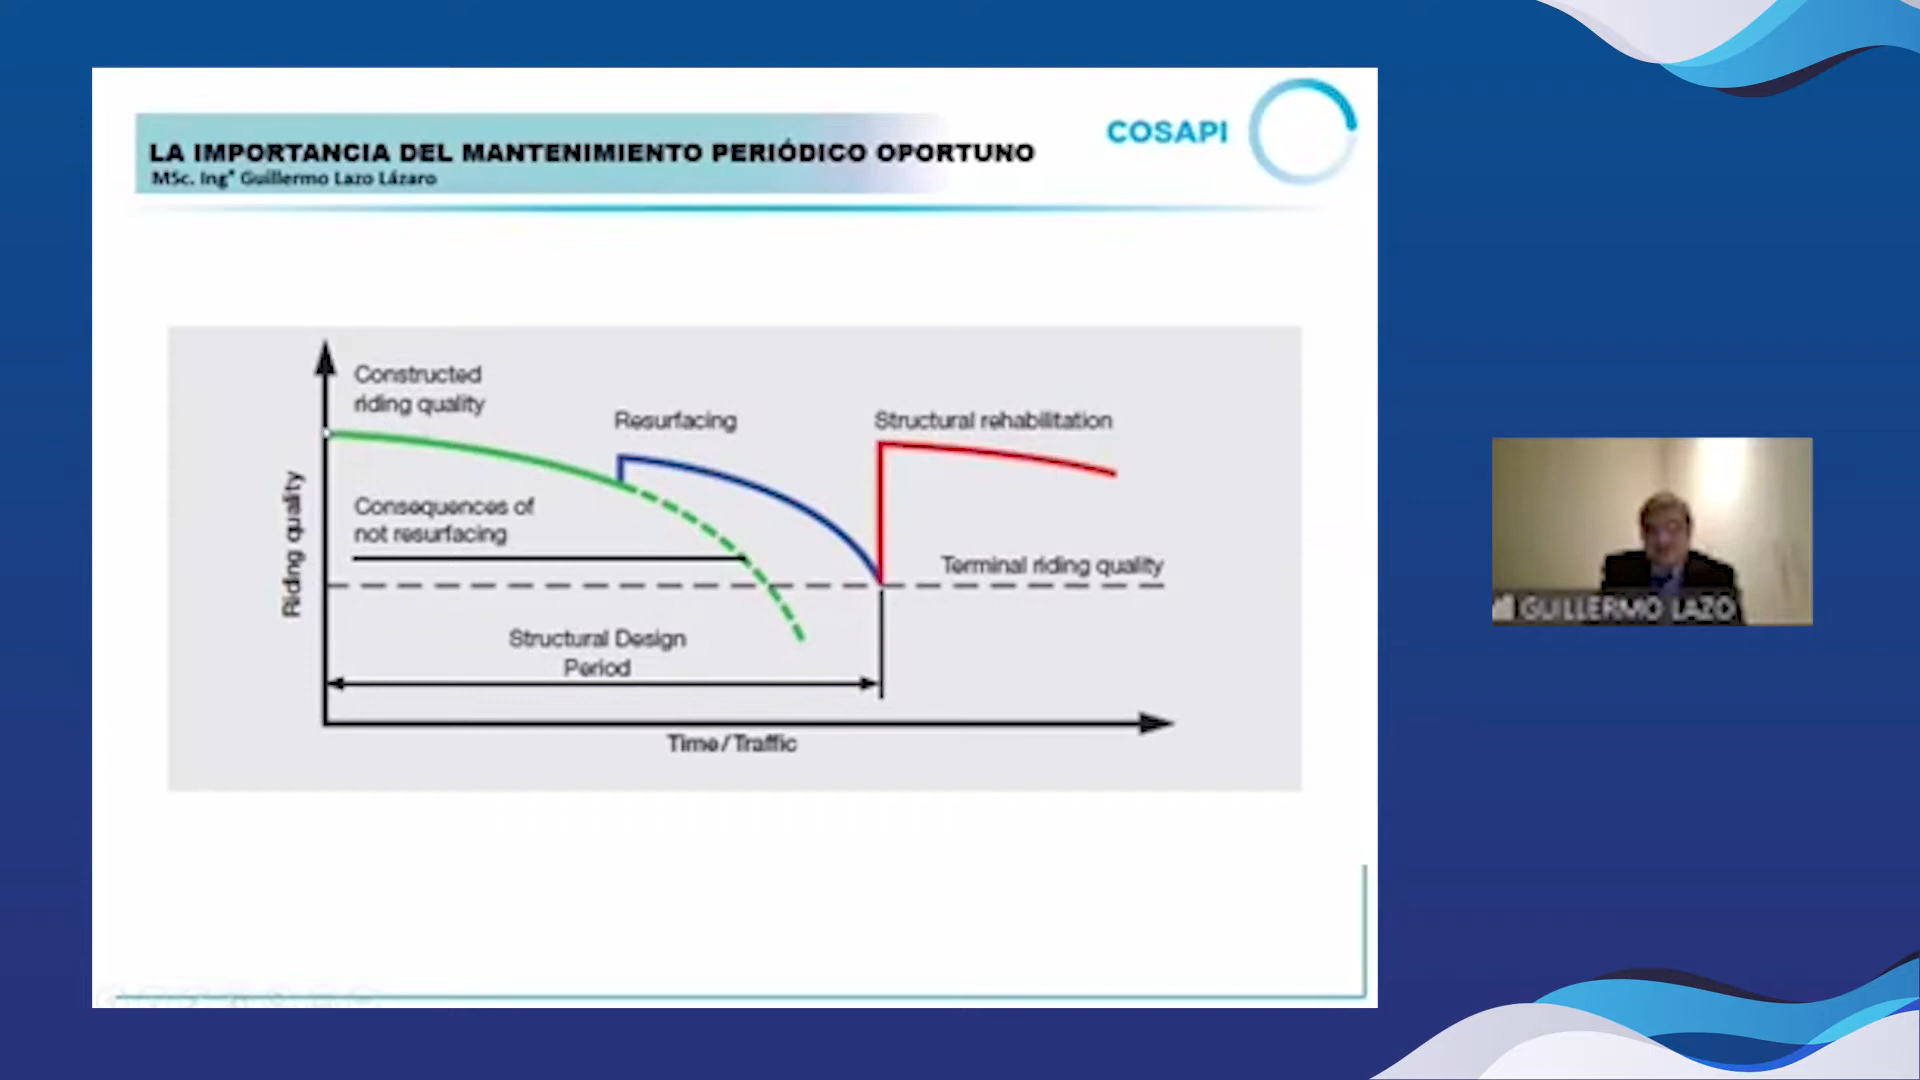 LA IMPORTANCIA DEL MANTENIMIENTO PERIÓDICO OPORTUNO
MSc. Ing° Guillermo Lazo Lázaro
COSAPI
Constructed
riding quality
Resurfacing
Structural rehabilitation
Riding quality
Consequences of
not resurfacing
Terminal riding quality
Structural Design
Period
Time/Traffic
GUILLERMO LAZO